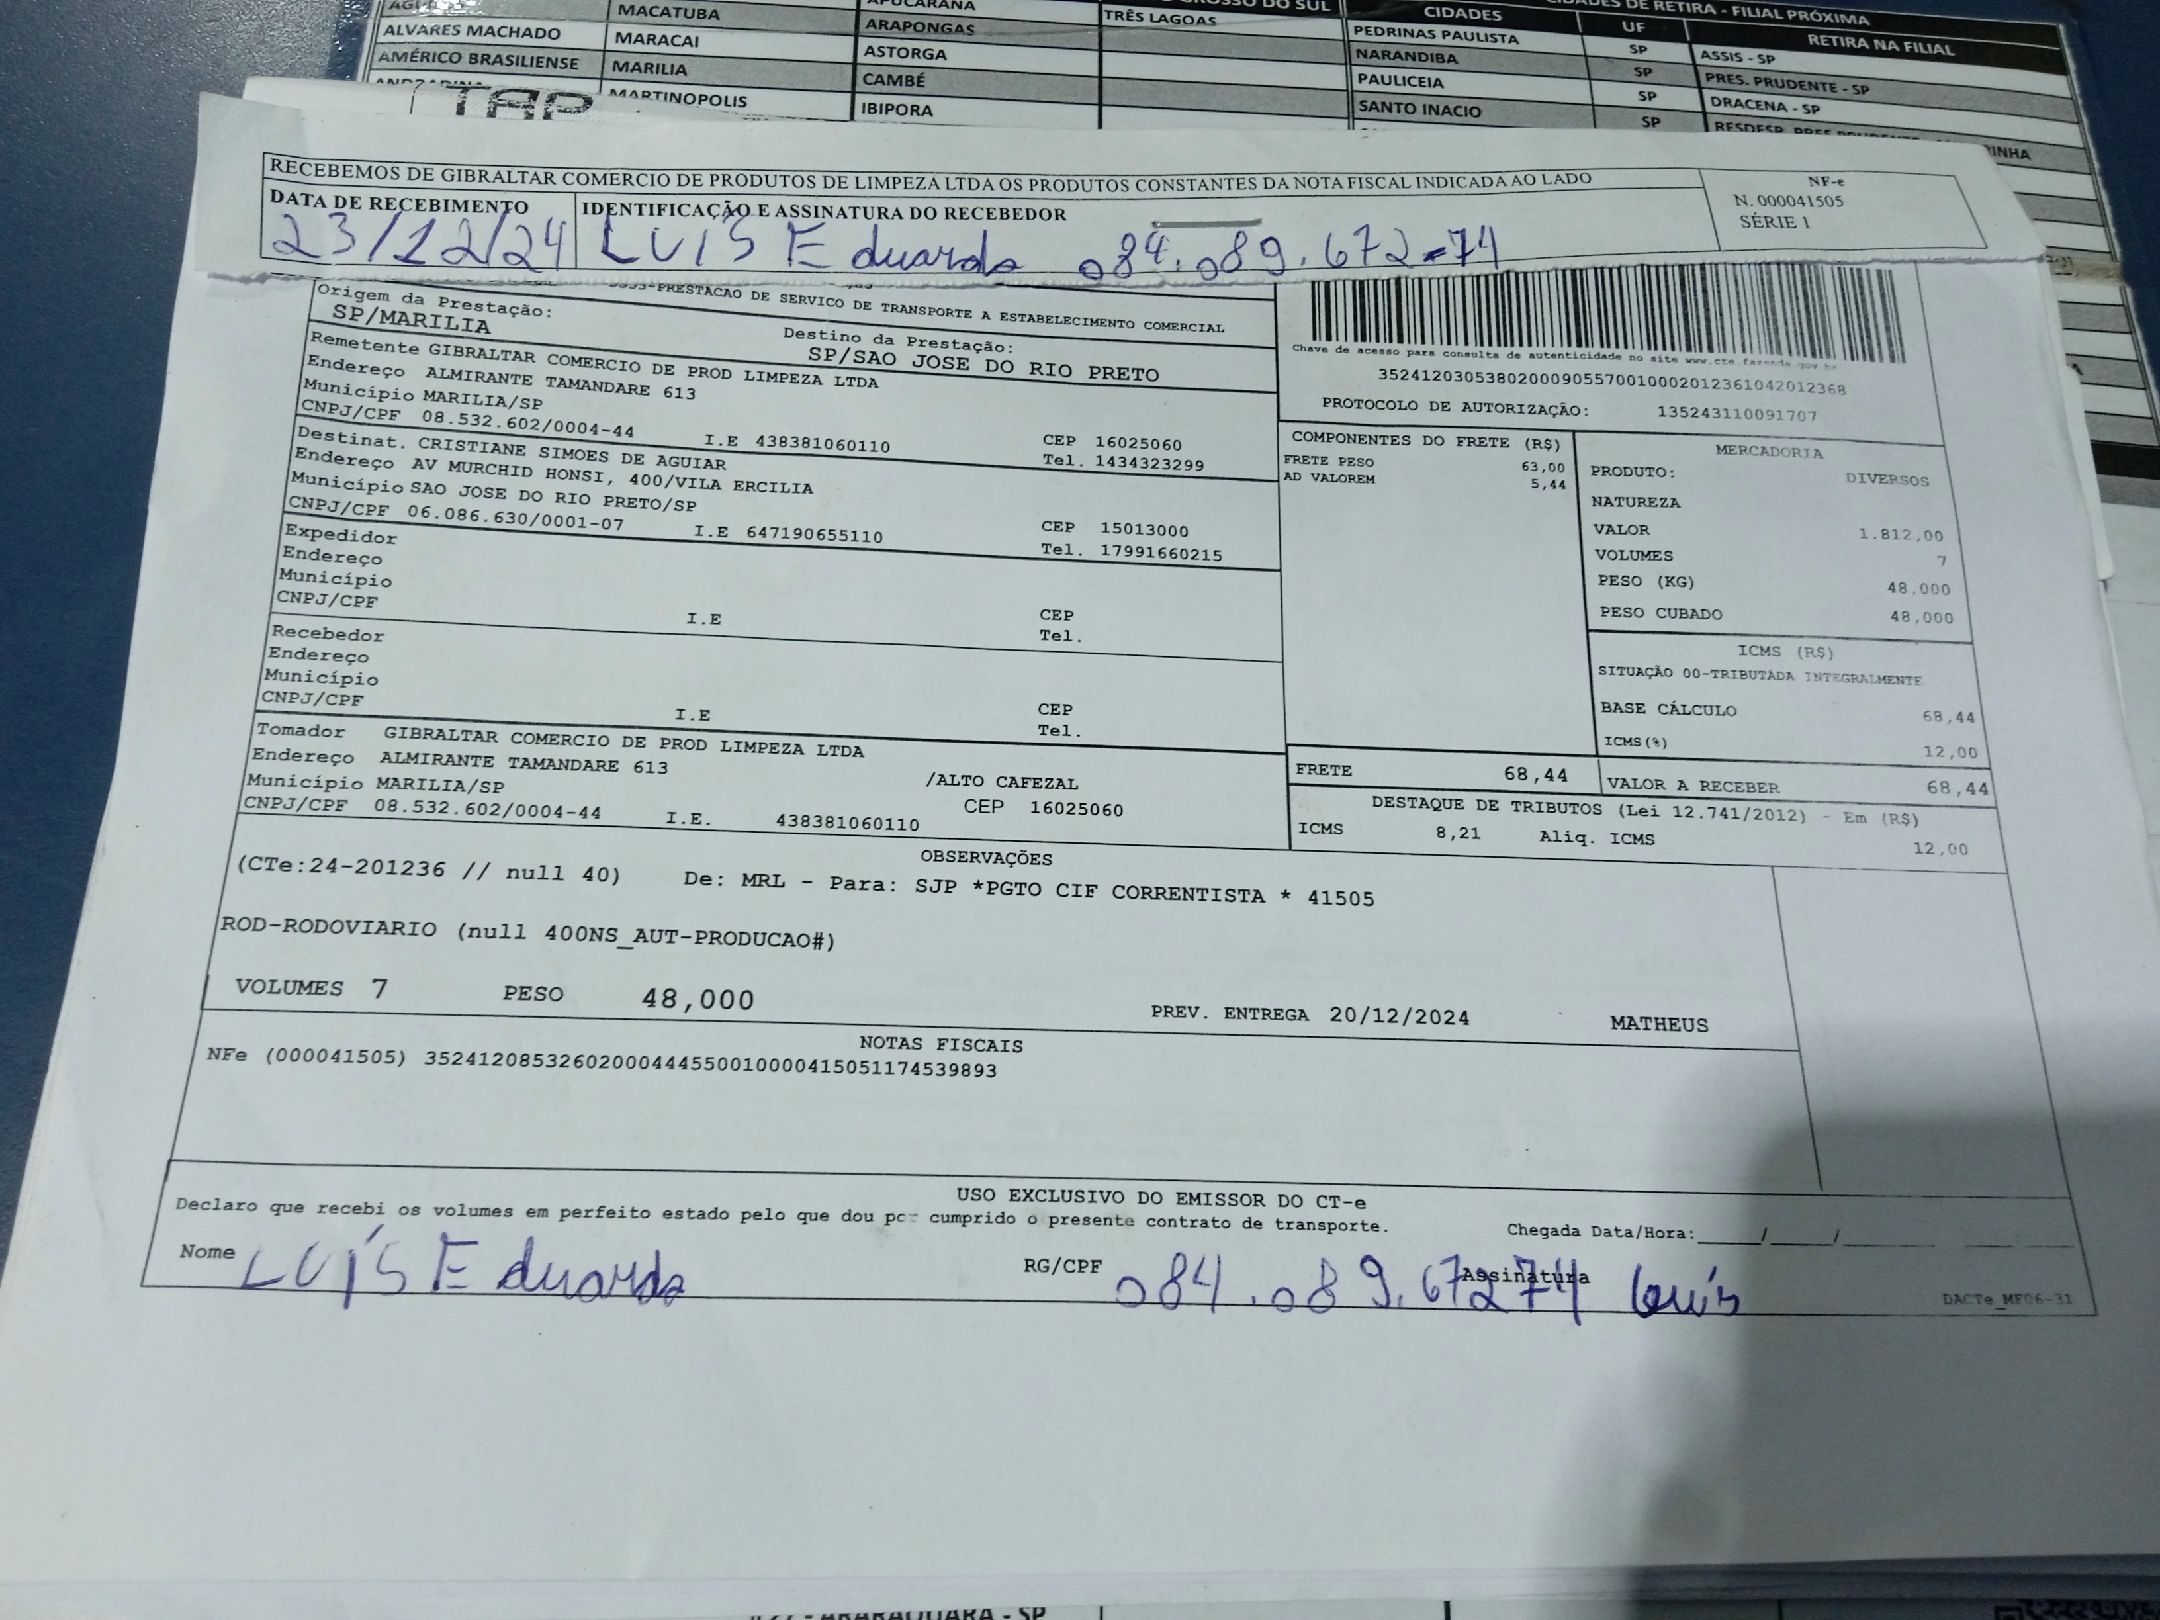 MACATUBA
ALVARES MACHADO MARACAI ARAPONGAS TRÊS LAGOAS CIDADES UF RETIRA NA FILIAL
AMÉRICO BRASILIENSE MARILIA ASTORGA PEDRINAS PAULISTA SP ASSIS - SP
MARTINOPOLIS CAMBÉ NARANDIBA SP PRES. PRUDENTE - SP
IBIPORA PAULICEIA SP DRACENA - SP
SANTO INACIO SP
DE RETIRA - FILIAL PRÓXIMA
RECEBEMOS DE GIBRALTAR COMERCIO DE PRODUTOS DE LIMPEZA LTDA OS PRODUTOS CONSTANTES DA NOTA FISCAL INDICADA AO LADO
NF-e
N. 000041505
SÉRIE 1
DATA DE RECEBIMENTO IDENTIFICAÇÃO E ASSINATURA DO RECEBEDOR
23/12/24 LUIS Eduardo 084.089.672-74
PRESTACAO DE SERVICO DE TRANSPORTE A ESTABELECIMENTO COMERCIAL
Origem da Prestação: Destino da Prestação:
SP/MARILIA SP/SAO JOSE DO RIO PRETO
Remetente GIBRALTAR COMERCIO DE PROD LIMPEZA LTDA
Endereço ALMIRANTE TAMANDARE 613
Município MARILIA/SP CEP 16025060
CNPJ/CPF 08.532.602/0004-44 I.E 438381060110 Tel. 1434323299
Destinat. CRISTIANE SIMOES DE AGUIAR
Endereço AV MURCHID HONSI, 400/VILA ERCILIA
Município SAO JOSE DO RIO PRETO/SP CEP 15013000
CNPJ/CPF 06.086.630/0001-07 I.E 647190655110 Tel. 17991660215
Expedidor
Endereço
Município CEP
CNPJ/CPF I.E Tel.
Recebedor
Endereço
Município CEP
CNPJ/CPF I.E Tel.
Tomador GIBRALTAR COMERCIO DE PROD LIMPEZA LTDA
Endereço ALMIRANTE TAMANDARE 613 /ALTO CAFEZAL
Município MARILIA/SP CEP 16025060
CNPJ/CPF 08.532.602/0004-44 I.E. 438381060110
Chave de acesso para consulta de autenticidade no site www.cte.fazenda.gov.br
35241203053802000905570010002012361042012368
PROTOCOLO DE AUTORIZAÇÃO: 135243110091707
COMPONENTES DO FRETE (R$)
FRETE PESO 63,00
AD VALOREM 5,44
MERCADORIA
PRODUTO: DIVERSOS
NATUREZA
VALOR 1.812,00
VOLUMES 7
PESO (KG) 48,000
PESO CUBADO 48,000
ICMS (R$)
SITUAÇÃO 00-TRIBUTADA INTEGRALMENTE
BASE CÁLCULO 68,44
ICMS(%) 12,00
FRETE 68,44 VALOR A RECEBER 68,44
DESTAQUE DE TRIBUTOS (Lei 12.741/2012) - Em (R$)
ICMS 8,21 Aliq. ICMS 12,00
OBSERVAÇÕES
(CTe:24-201236 // null 40) De: MRL - Para: SJP *PGTO CIF CORRENTISTA * 41505
ROD-RODOVIARIO (null 400NS_AUT-PRODUCAO#)
VOLUMES 7 PESO 48,000 PREV. ENTREGA 20/12/2024 MATHEUS
NOTAS FISCAIS
NFe (000041505) 35241208532602000444550010000415051174539893
USO EXCLUSIVO DO EMISSOR DO CT-e
Declaro que recebi os volumes em perfeito estado pelo que dou por cumprido o presente contrato de transporte. Chegada Data/Hora:_____/_____/
Nome LUÍS Eduardo RG/CPF 084.089.67274 Assinatura Luís
DACTe_MF06-31
ARARAQUARA - SP